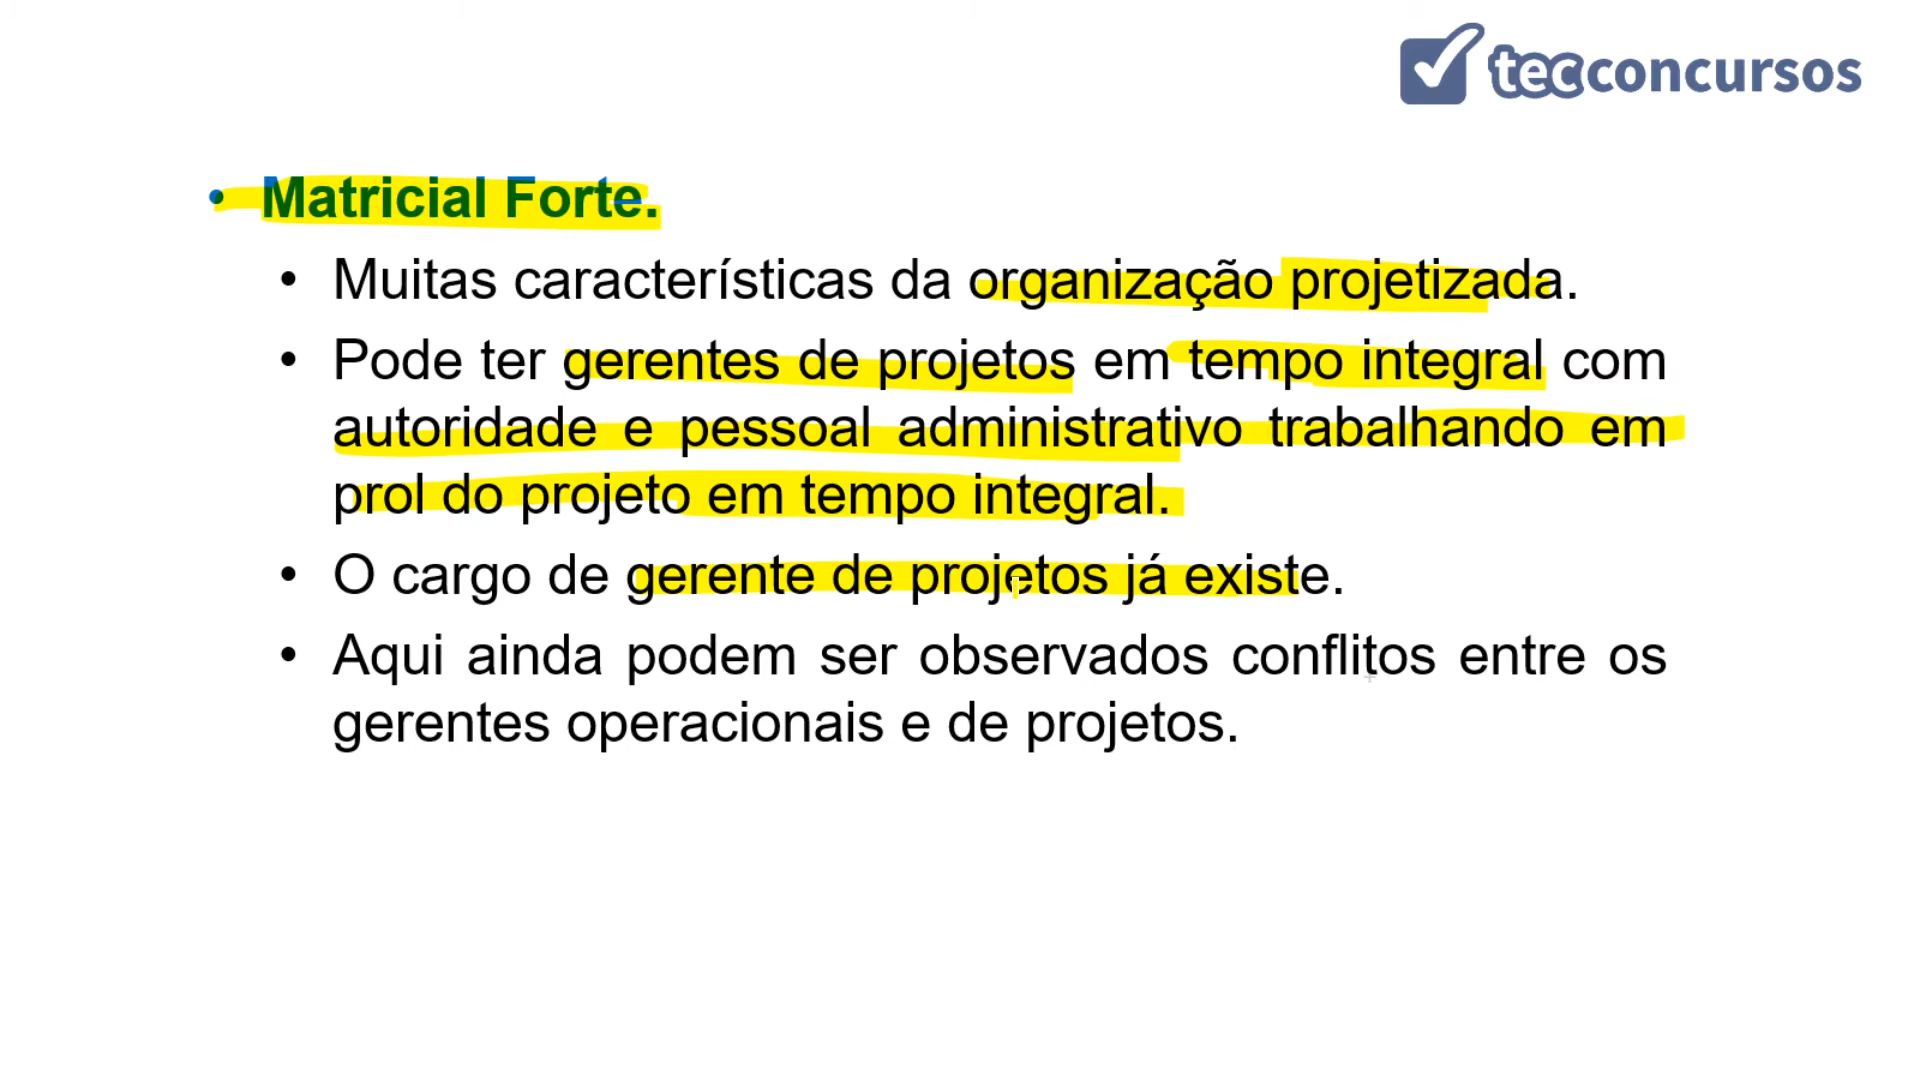 tecconcursos
• Matricial Forte.
• Muitas características da organização projetizada.
• Pode ter gerentes de projetos em tempo integral com
autoridade e pessoal administrativo trabalhando em
prol do projeto em tempo integral.
• O cargo de gerente de projetos já existe.
• Aqui ainda podem ser observados conflitos entre os
gerentes operacionais e de projetos.